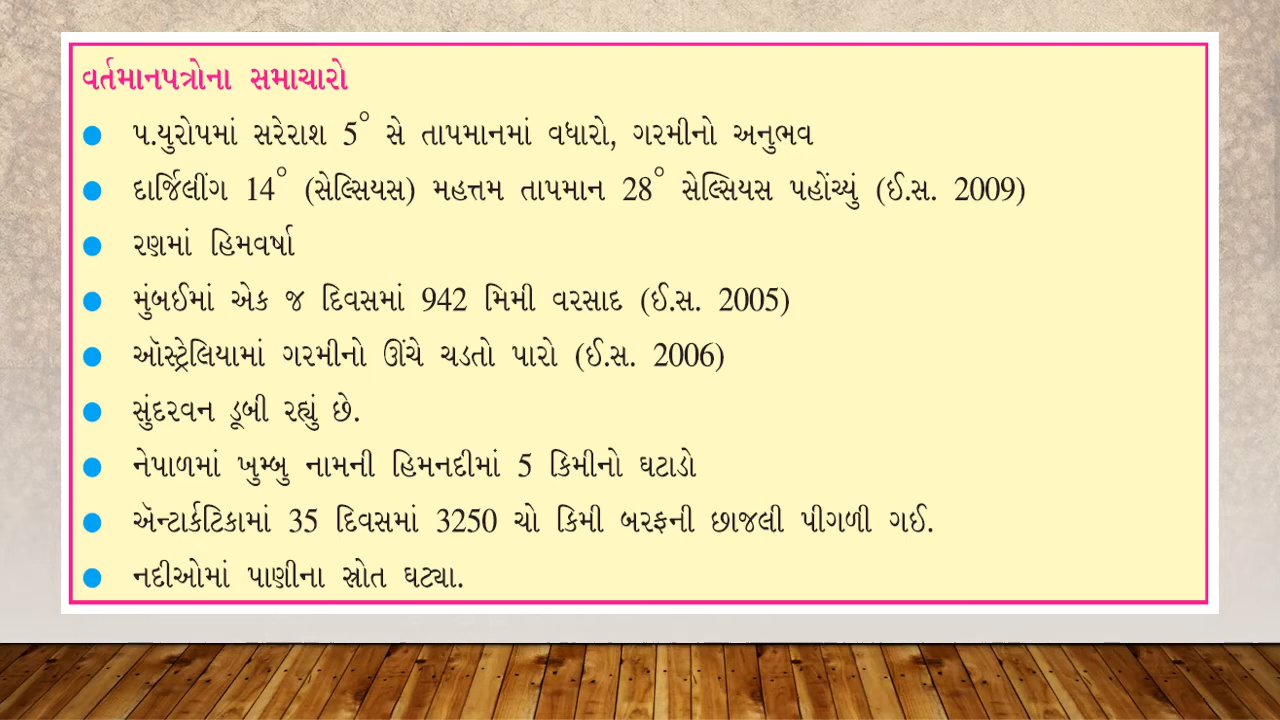 વર્તમાનપત્રોના સમાચારો
● પ.યુરોપમાં સરેરાશ 5° સે તાપમાનમાં વધારો, ગરમીનો અનુભવ
● દાર્જિલીંગ 14° (સેલ્સિયસ) મહત્તમ તાપમાન 28° સેલ્સિયસ પહોંચ્યું (ઈ.સ. 2009)
● રણમાં હિમવર્ષા
● મુંબઈમાં એક જ દિવસમાં 942 મિમી વરસાદ (ઈ.સ. 2005)
● ઑસ્ટ્રેલિયામાં ગરમીનો ઊંચે ચડતો પારો (ઈ.સ. 2006)
● સુંદરવન ડૂબી રહ્યું છે.
● નેપાળમાં ખુમ્બુ નામની હિમનદીમાં 5 કિમીનો ઘટાડો
● ઍન્ટાર્કટિકામાં 35 દિવસમાં 3250 ચો કિમી બરફની છાજલી પીગળી ગઈ.
● નદીઓમાં પાણીના સ્રોત ઘટ્યા.